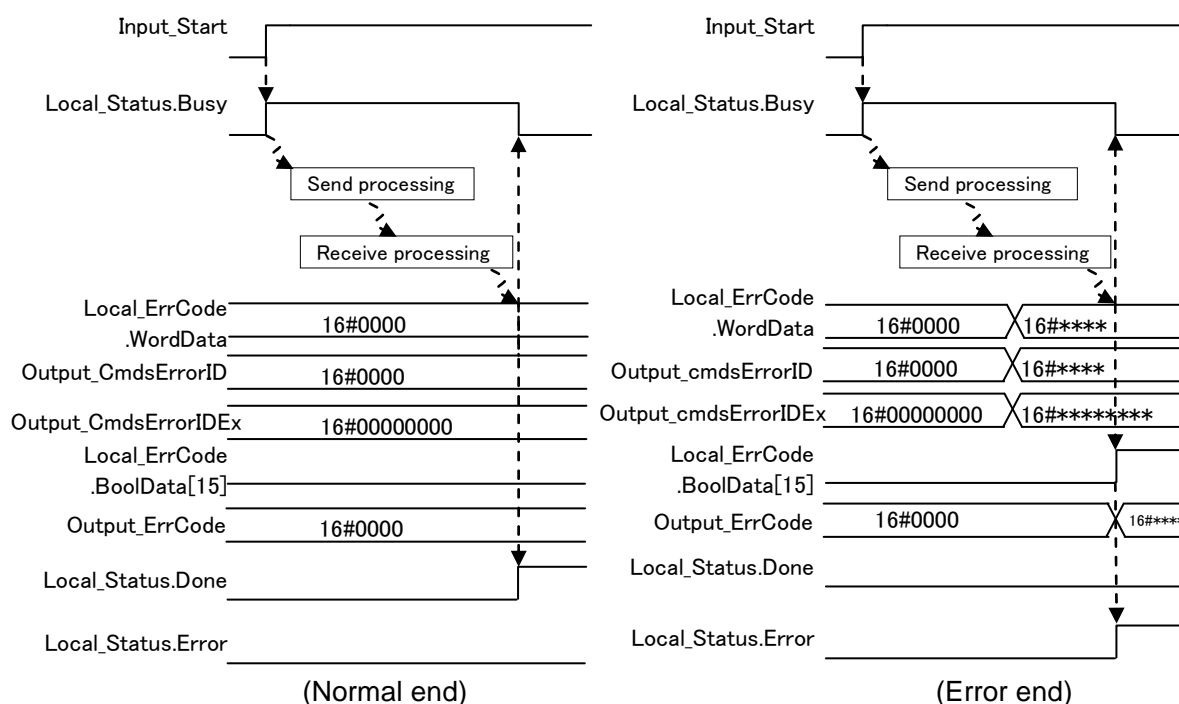 Input_Start
Local_Status.Busy
Send processing
Receive processing
Local_ErrCode
.WordData
16#0000
Output_CmdsErrorID
16#0000
Output_CmdsErrorIDEx
16#00000000
Local_ErrCode
.BoolData[15]
Output_ErrCode
16#0000
Local_Status.Done
Local_Status.Error
(Normal end)
Input_Start
Local_Status.Busy
Send processing
Receive processing
Local_ErrCode
.WordData
16#0000
16#****
Output_cmdsErrorID
16#0000
16#****
Output_cmdsErrorIDEx
16#00000000
16#********
Local_ErrCode
.BoolData[15]
Output_ErrCode
16#0000
16#****
Local_Status.Done
Local_Status.Error
(Error end)